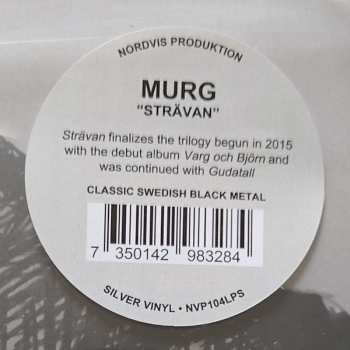 NORDVIS PRODUKTION
MURG
"STRÄVAN"
Strävan finalizes the trilogy begun in 2015
with the debut album Varg och Björn and
was continued with Gudatall
CLASSIC SWEDISH BLACK METAL
7 350142 983284
SILVER VINYL • NVP104LPS